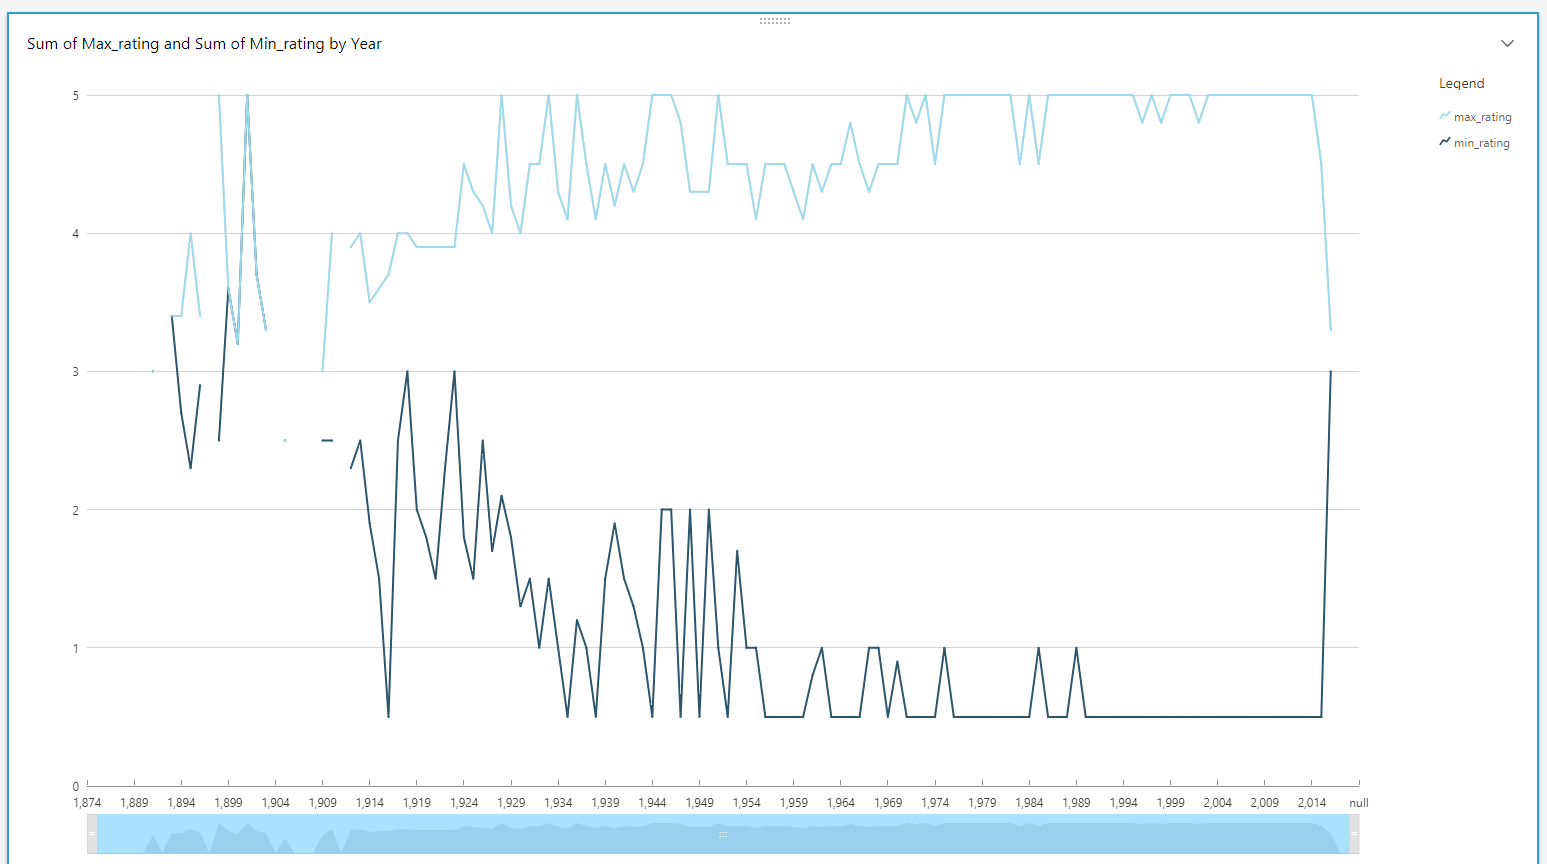 Sum of Max_rating and Sum of Min_rating by Year
Legend
max_rating
min_rating
5
4
3
2
1
0
1,874 1,889 1,894 1,899 1,904 1,909 1,914 1,919 1,924 1,929 1,934 1,939 1,944 1,949 1,954 1,959 1,964 1,969 1,974 1,979 1,984 1,989 1,994 1,999 2,004 2,009 2,014 null